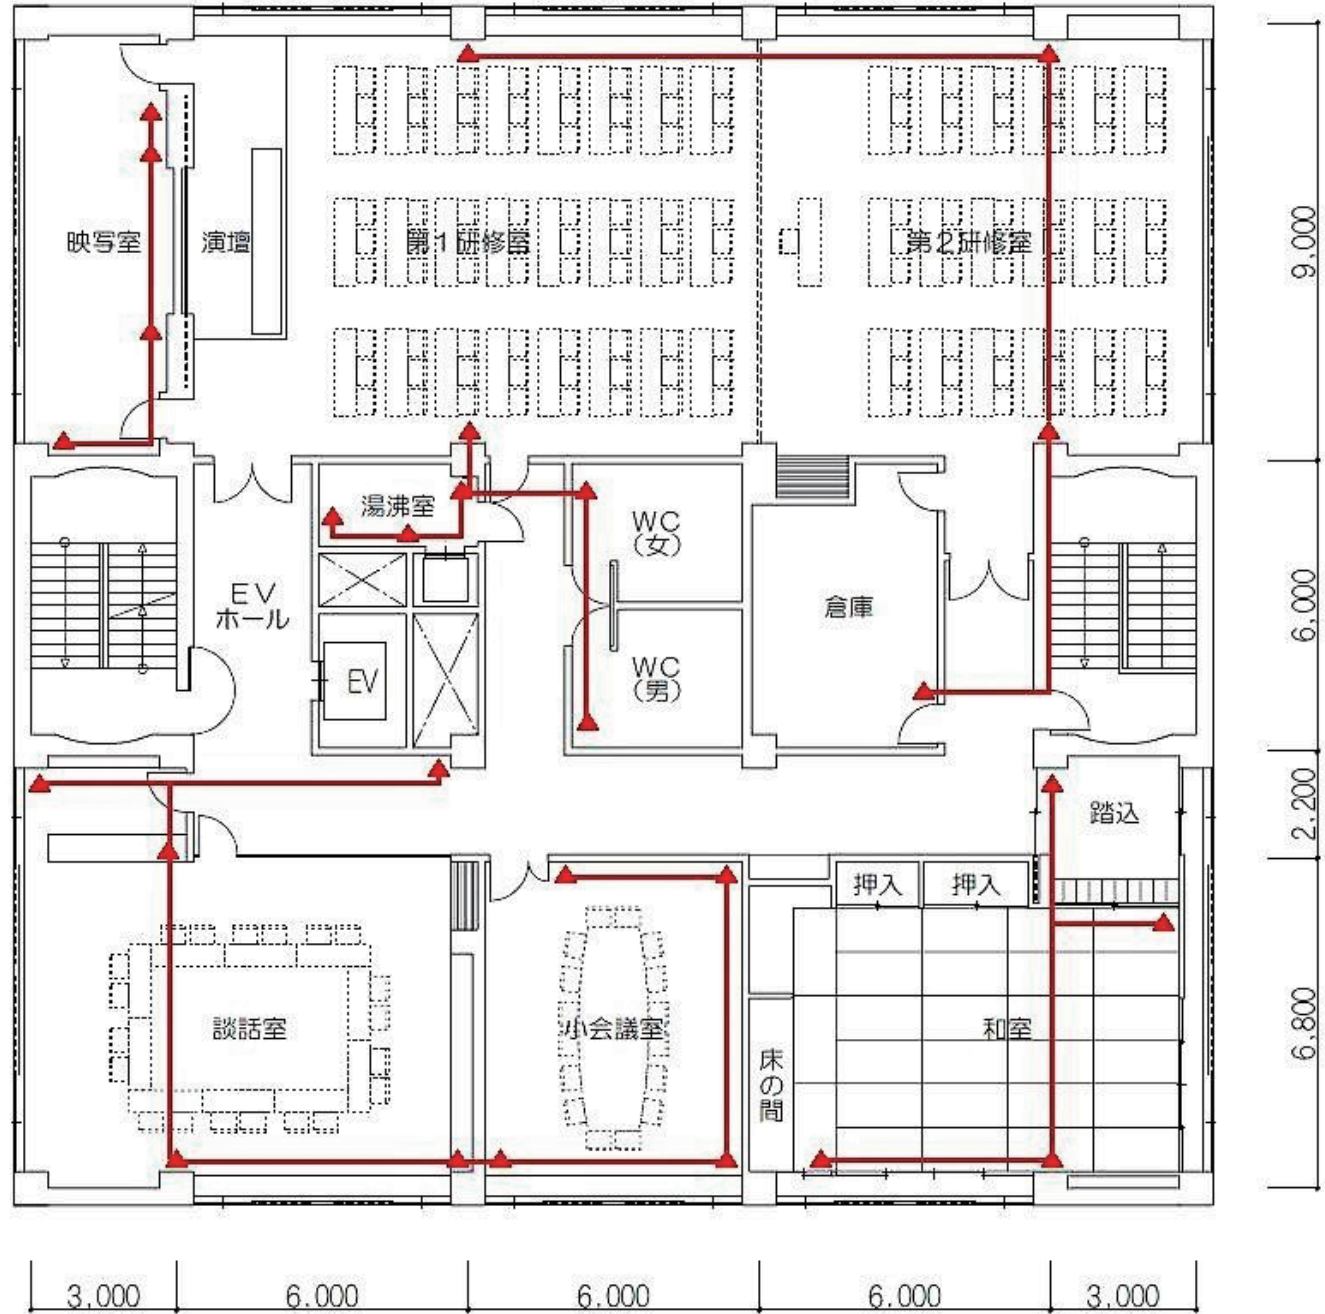 映写室
演壇
第1研修室
第2研修室
9,000
湯沸室
WC
(女)
EV
ホール
倉庫
6,000
EV
WC
(男)
踏込
2,200
押入
押入
談話室
小会議室
和室
床の間
6,800
3,000
6.000
6.000
6.000
3,000